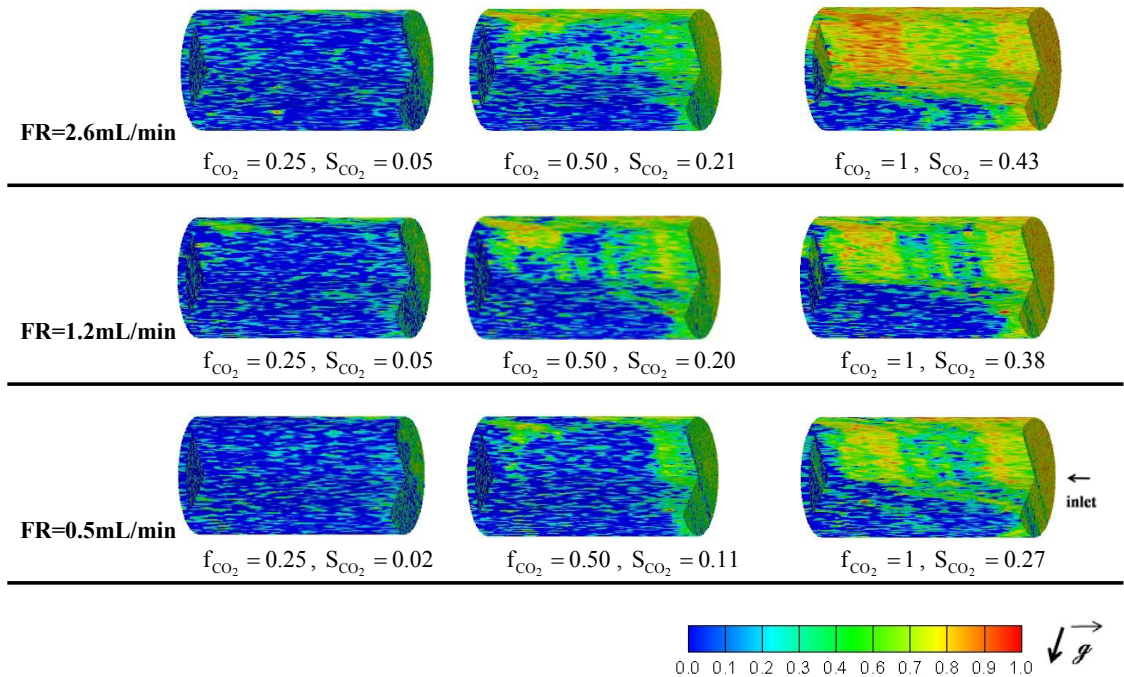 FR=2.6mL/min
f_CO₂ = 0.25 , S_CO₂ = 0.05
f_CO₂ = 0.50 , S_CO₂ = 0.21
f_CO₂ = 1 , S_CO₂ = 0.43
FR=1.2mL/min
f_CO₂ = 0.25 , S_CO₂ = 0.05
f_CO₂ = 0.50 , S_CO₂ = 0.20
f_CO₂ = 1 , S_CO₂ = 0.38
inlet
FR=0.5mL/min
f_CO₂ = 0.25 , S_CO₂ = 0.02
f_CO₂ = 0.50 , S_CO₂ = 0.11
f_CO₂ = 1 , S_CO₂ = 0.27
g
0.0 0.1 0.2 0.3 0.4 0.5 0.6 0.7 0.8 0.9 1.0